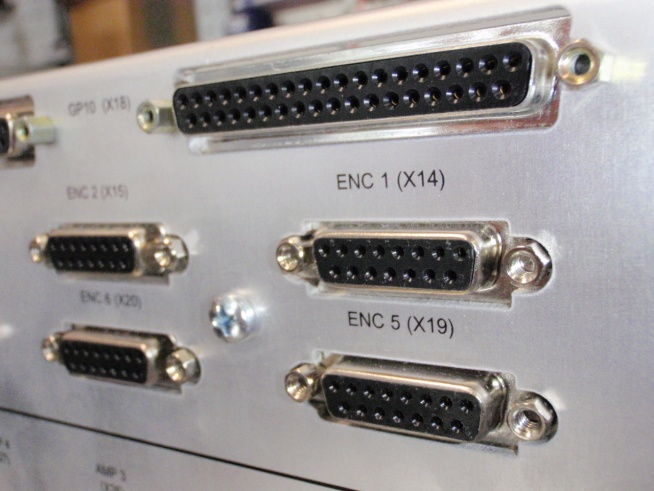 GP10 (X18)
ENC 2 (X15)
ENC 1 (X14)
ENC 6 (X20)
ENC 5 (X19)
AMP 3